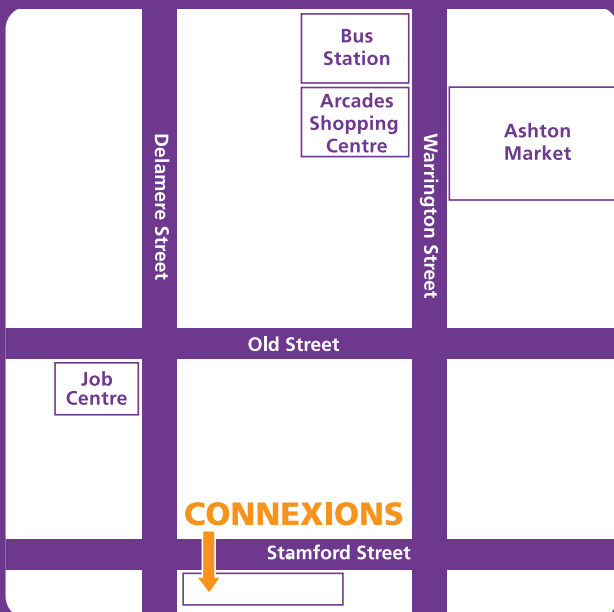 Bus
Station
Arcades
Shopping
Centre
Ashton
Market
Delamere Street
Warrington Street
Old Street
Job
Centre
CONNEXIONS
Stamford Street